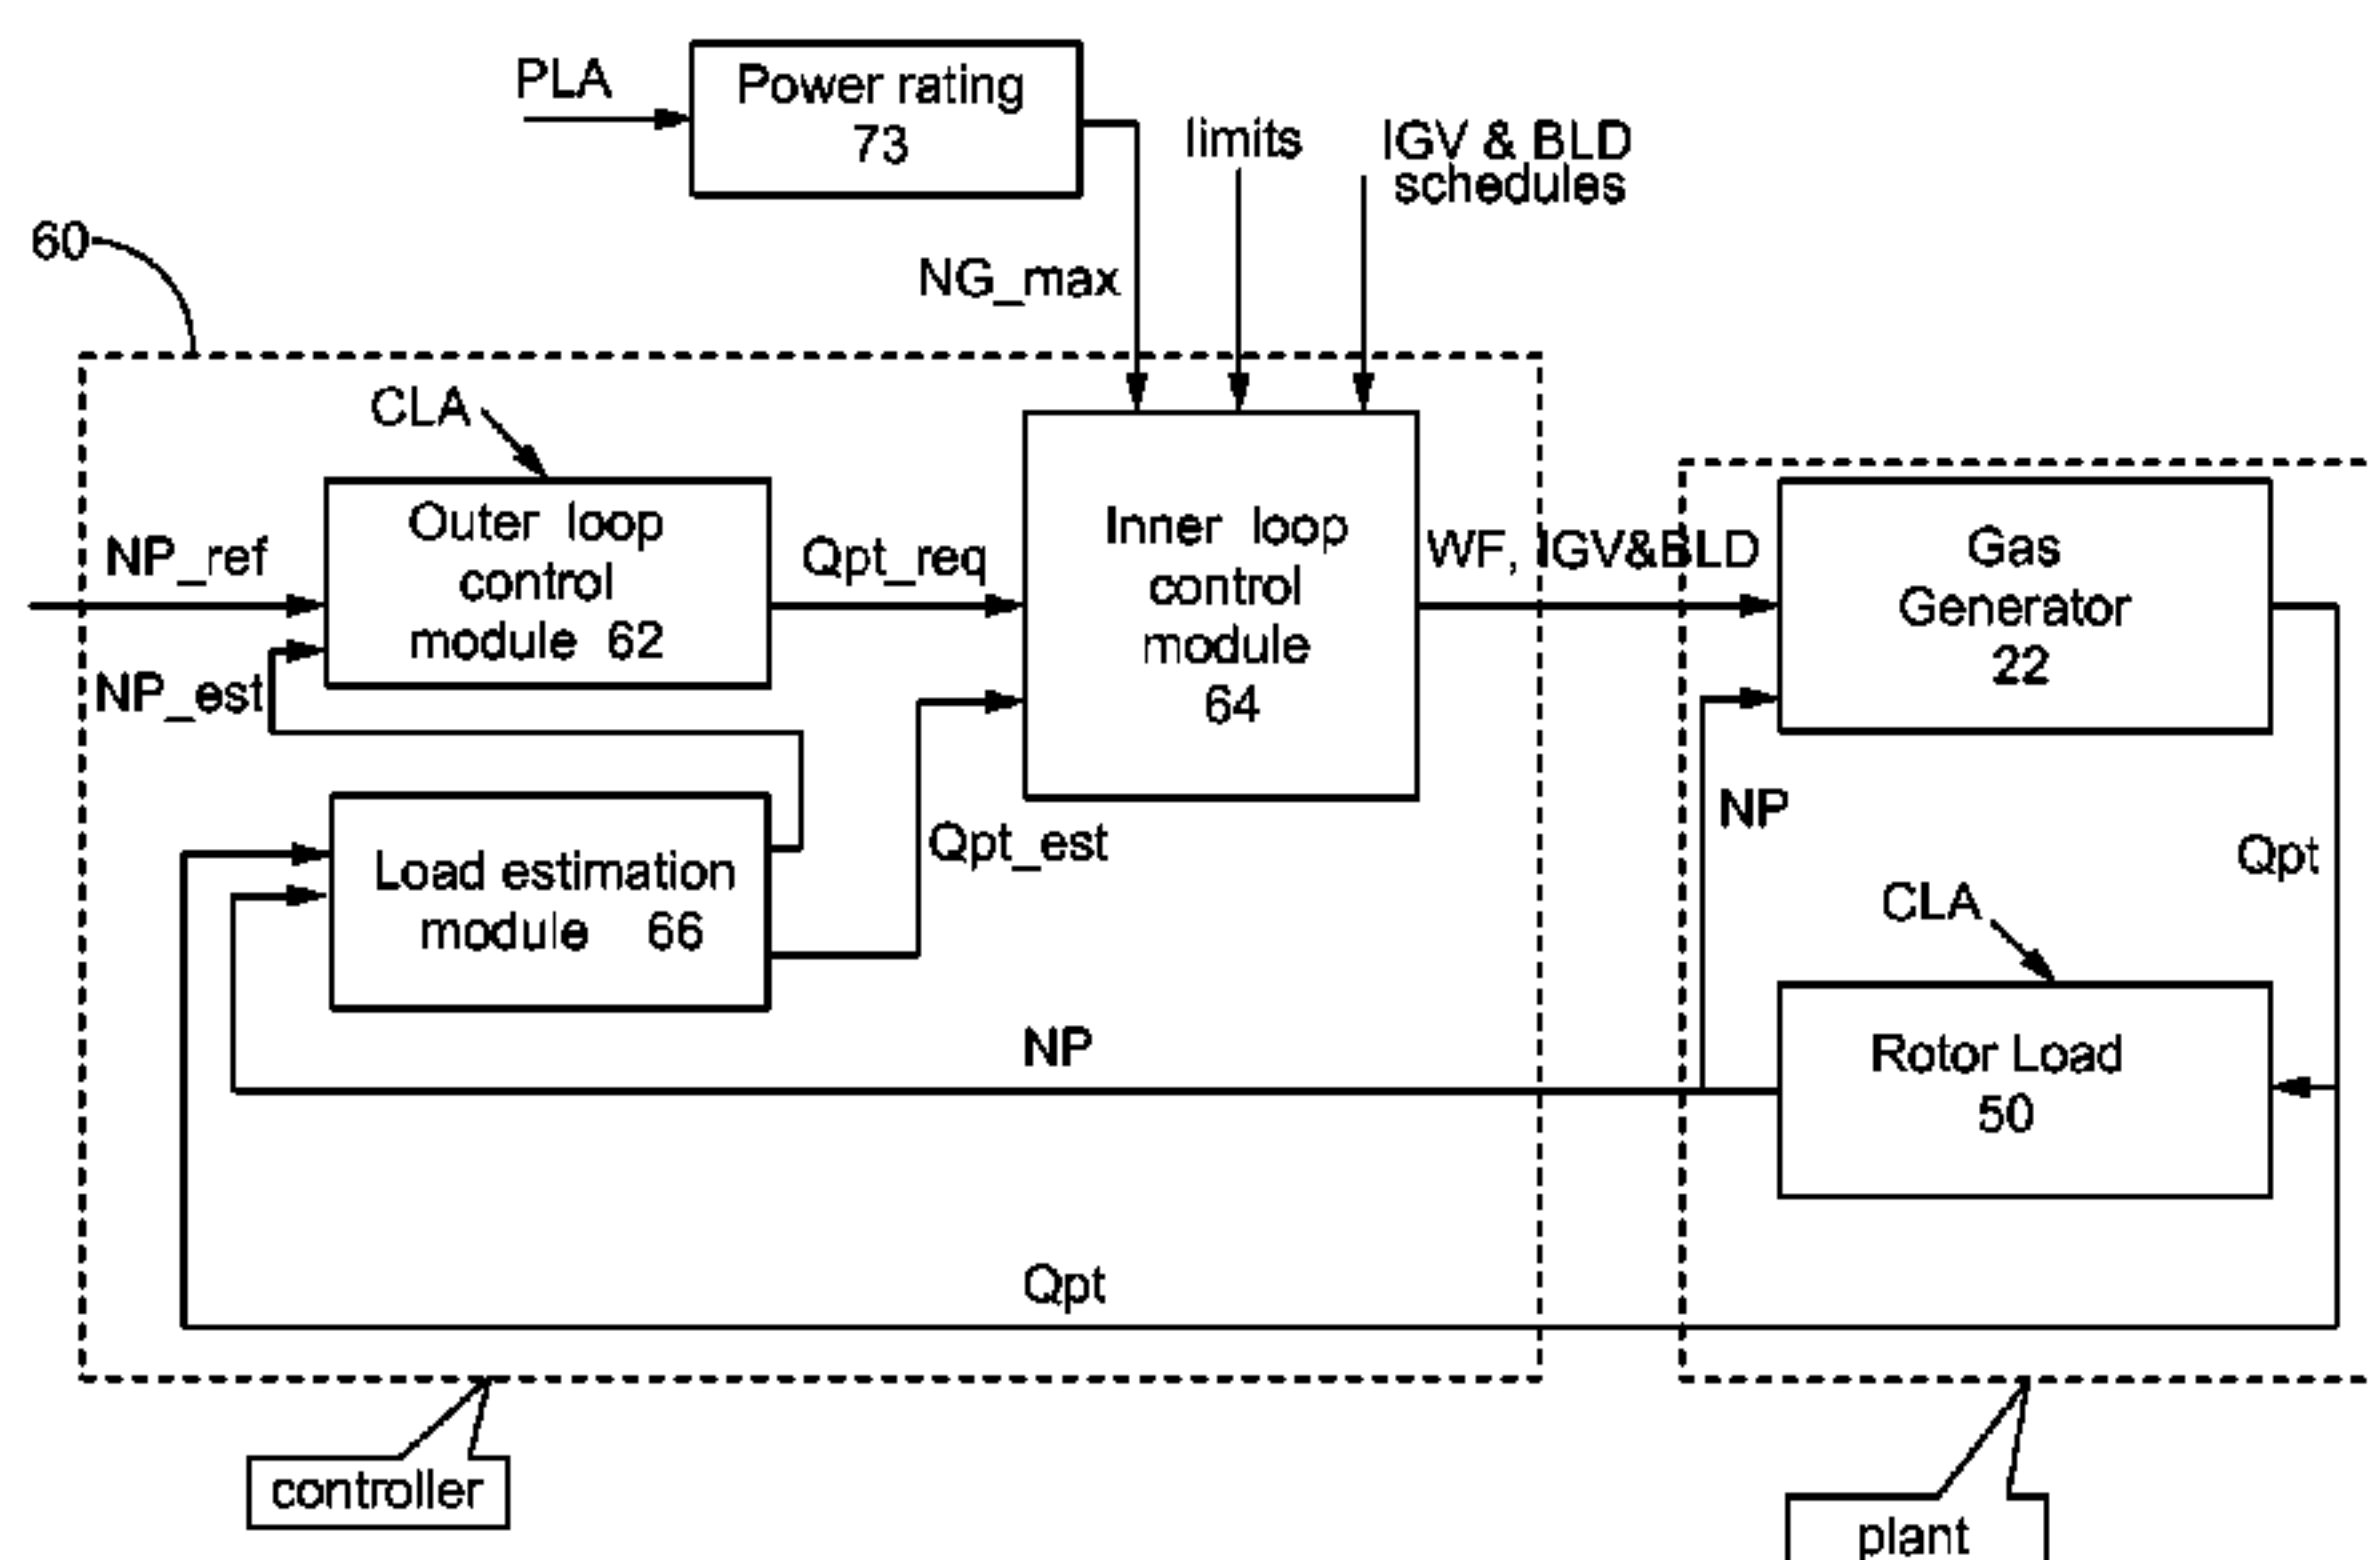 PLA
Power rating
73
limits
IGV & BLD
schedules
60
NG_max
CLA
NP_ref
Outer loop
control
module 62
Qpt_req
Inner loop
control
module
64
WF, IGV&BLD
Gas
Generator
22
NP_est
NP
Qpt
Load estimation
module 66
Qpt_est
CLA
NP
Rotor Load
50
Qpt
controller
plant